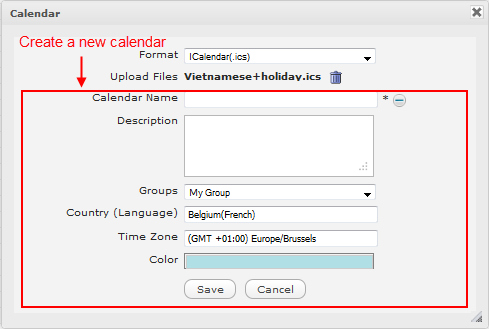 Calendar
Create a new calendar
Format ICalendar(.ics)
Upload Files Vietnamese+holiday.ics
Calendar Name *
Description
Groups My Group
Country (Language) Belgium(French)
Time Zone (GMT +01:00) Europe/Brussels
Color
Save Cancel